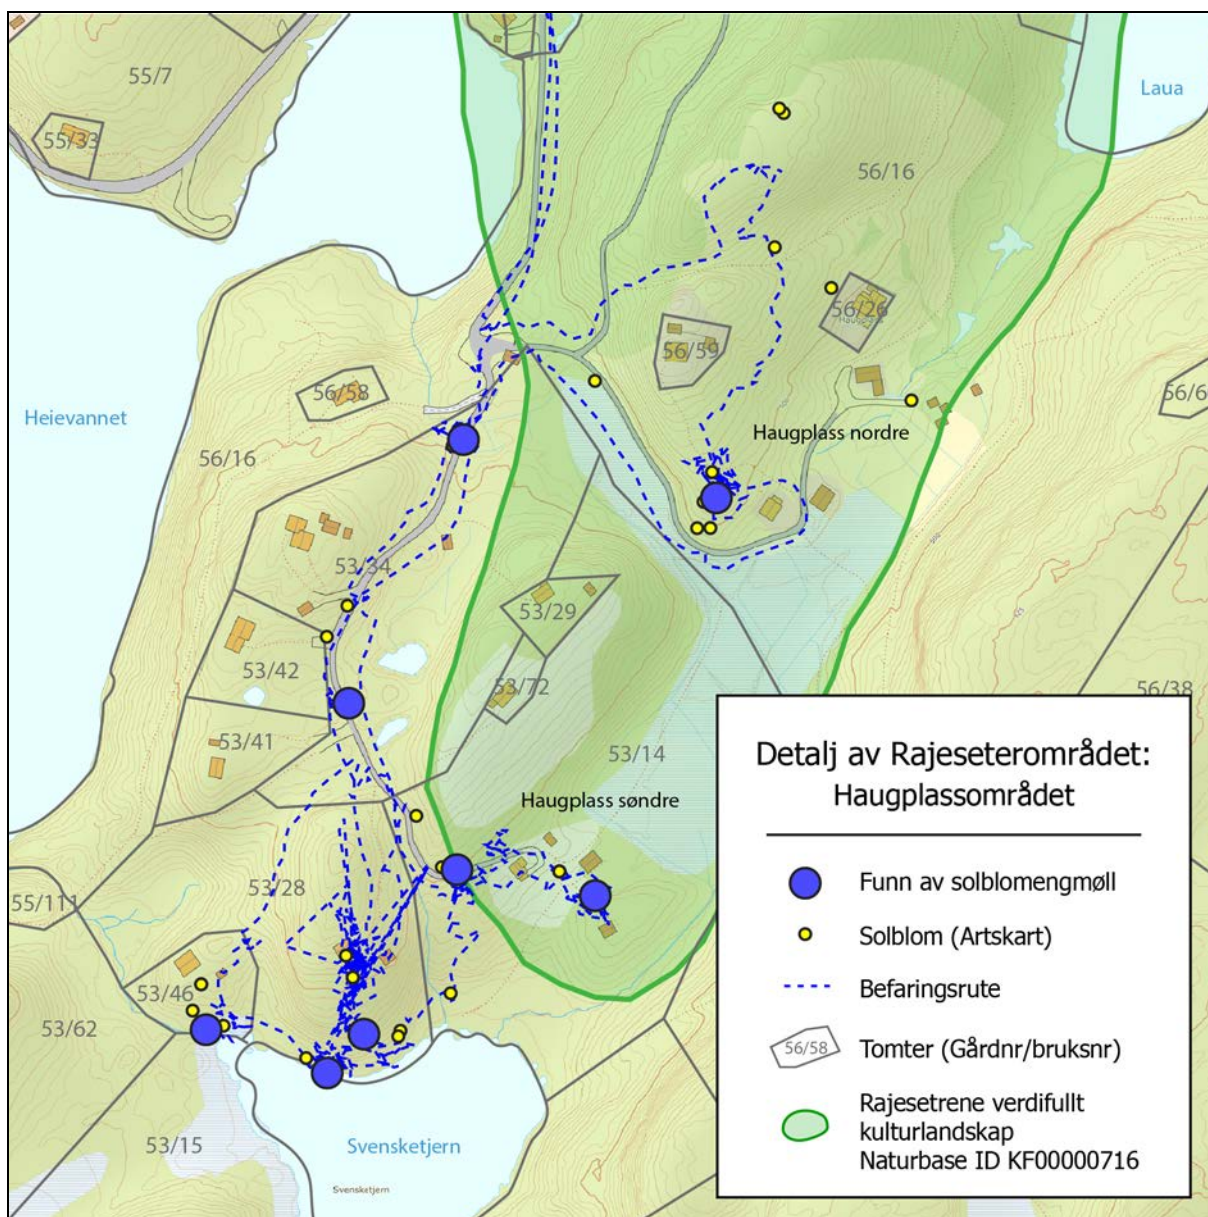 55/7
Laua
55/33
56/16
56/26
56/59
56/58
56/6
Heievannet
Haugplass nordre
56/16
53/34
53/29
53/42
53/72
56/38
53/41
53/14
Haugplass søndre
53/28
55/111
53/46
53/62
53/15
Svensketjern
Svensketjern
Detalj av Rajeseterområdet:
Haugplassområdet
Funn av solblomengmøll
Solblom (Artskart)
Befaringsrute
56/58
Tomter (Gårdnr/bruksnr)
Rajesetrene verdifullt
kulturlandskap
Naturbase ID KF00000716